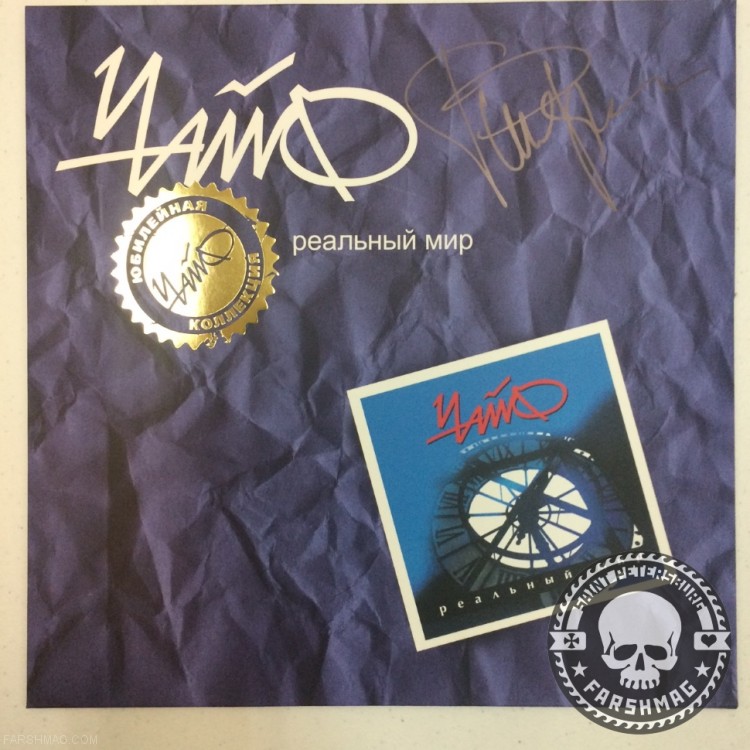 ЧАЙФ
ЮБИЛЕЙНАЯ
ЧАЙФ
КОЛЛЕКЦИЯ
реальный мир
ЧАЙФ
реальный
SAINT PETERSBURG
FARSHMAG
FARSHMAG.COM